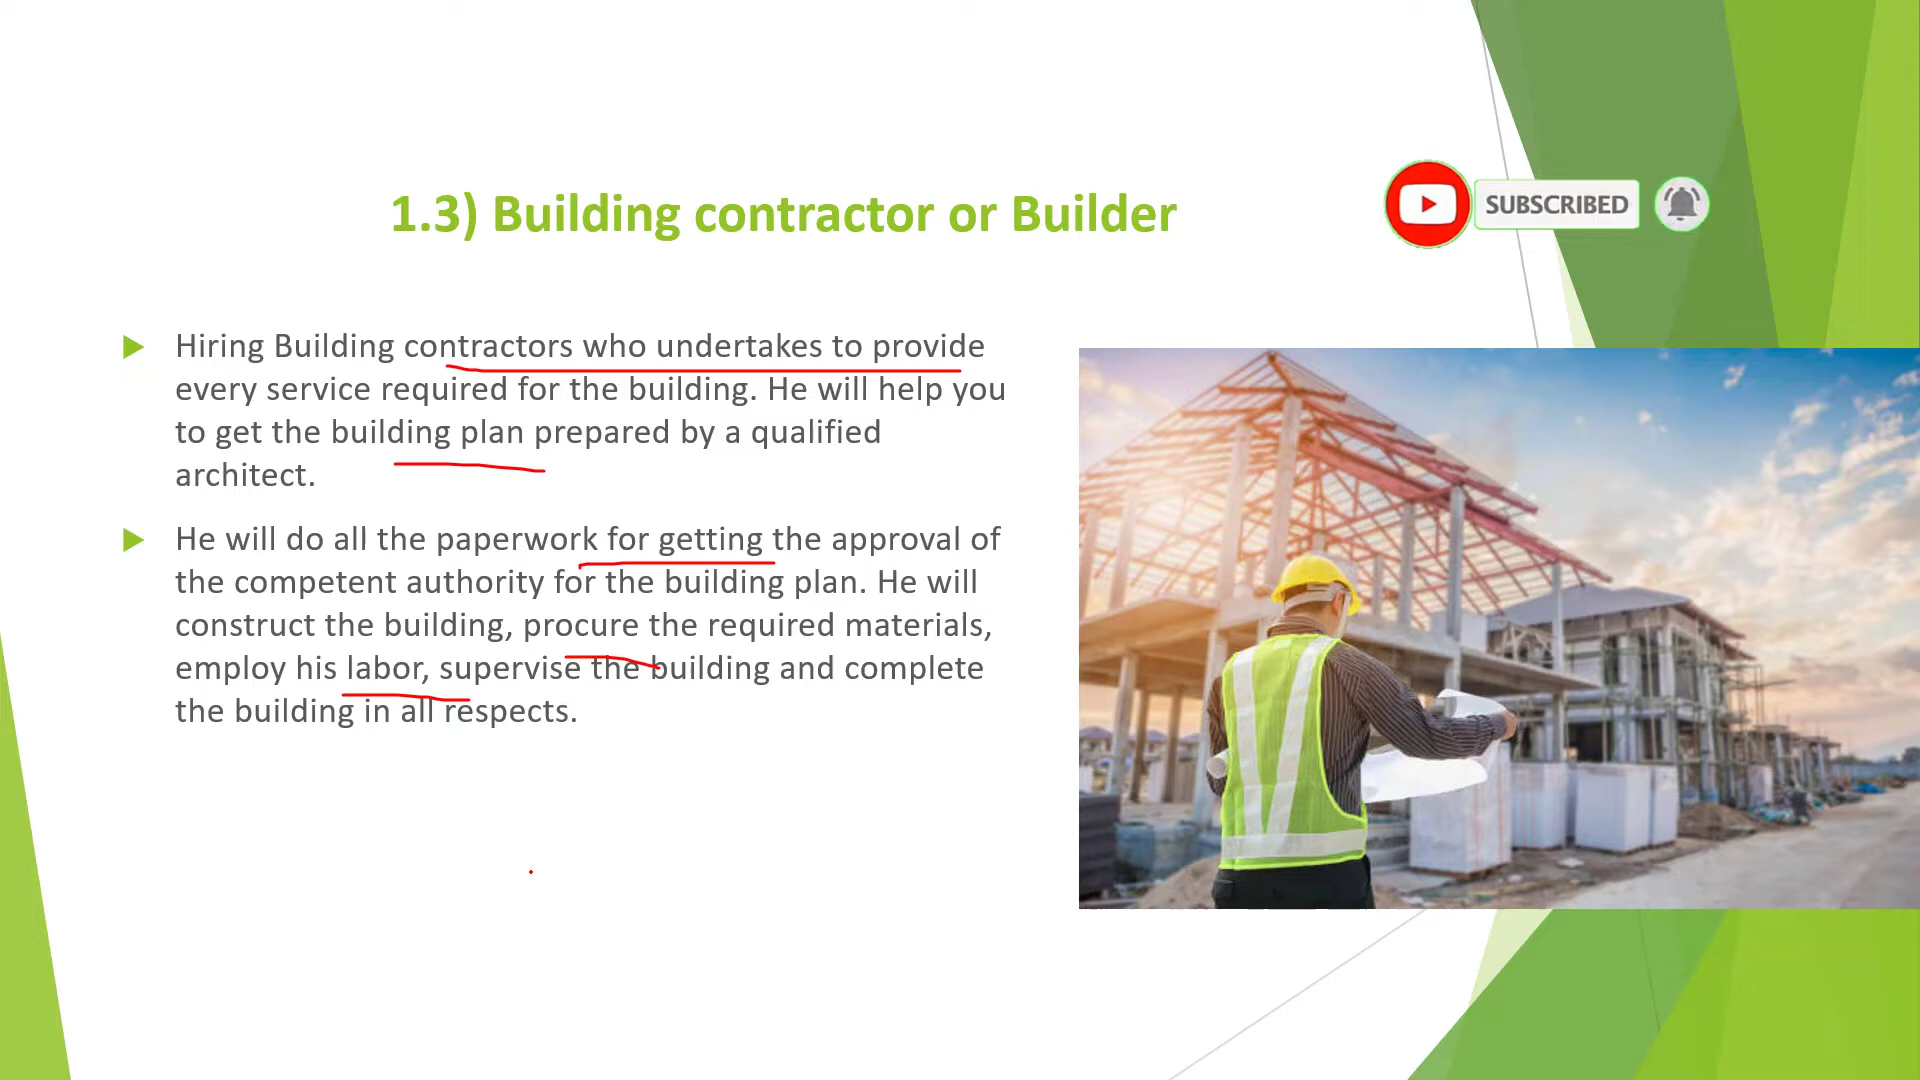 1.3) Building contractor or Builder
SUBSCRIBED
Hiring Building contractors who undertakes to provide
every service required for the building. He will help you
to get the building plan prepared by a qualified
architect.
He will do all the paperwork for getting the approval of
the competent authority for the building plan. He will
construct the building, procure the required materials,
employ his labor, supervise the building and complete
the building in all respects.